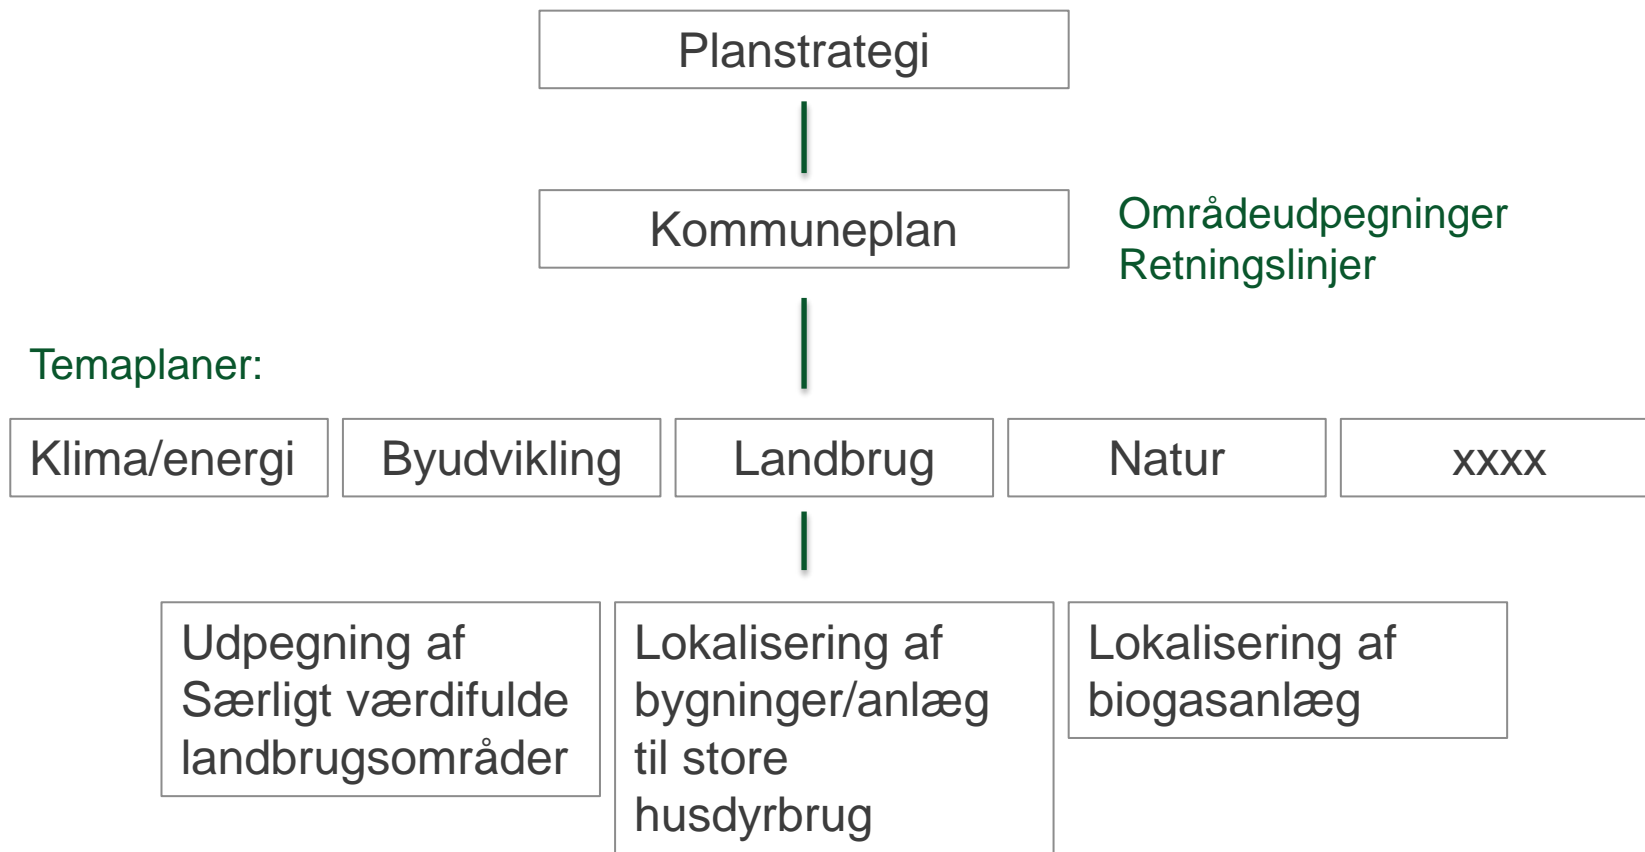 Planstrategi
Kommuneplan
Områdeudpegninger
Retningslinjer
Temaplaner:
Klima/energi
Byudvikling
Landbrug
Natur
xxxx
Udpegning af
Særligt værdifulde
landbrugsområder
Lokalisering af
bygninger/anlæg
til store
husdyrbrug
Lokalisering af
biogasanlæg